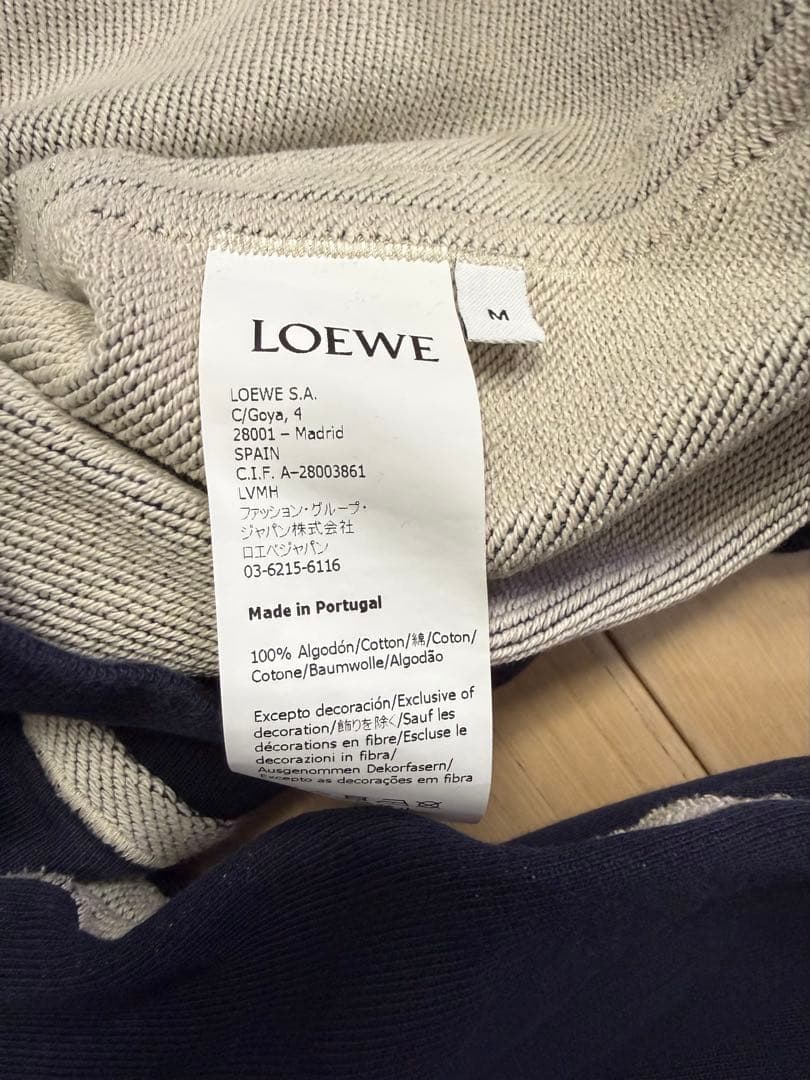 LOEWE
M
LOEWE S.A.
C/Goya, 4
28001 – Madrid
SPAIN
C.I.F. A–28003861
LVMH
ファッション・グループ・
ジャパン株式会社
ロエベジャパン
03-6215-6116
Made in Portugal
100% Algodón/Cotton/綿/Coton/
Cotone/Baumwolle/Algodão
Excepto decoración/Exclusive of
decoration/飾りを除く/Sauf les
décorations en fibre/Escluse le
decorazioni in fibra/
Ausgenommen Dekorfasern/
Excepto as decorações em fibra